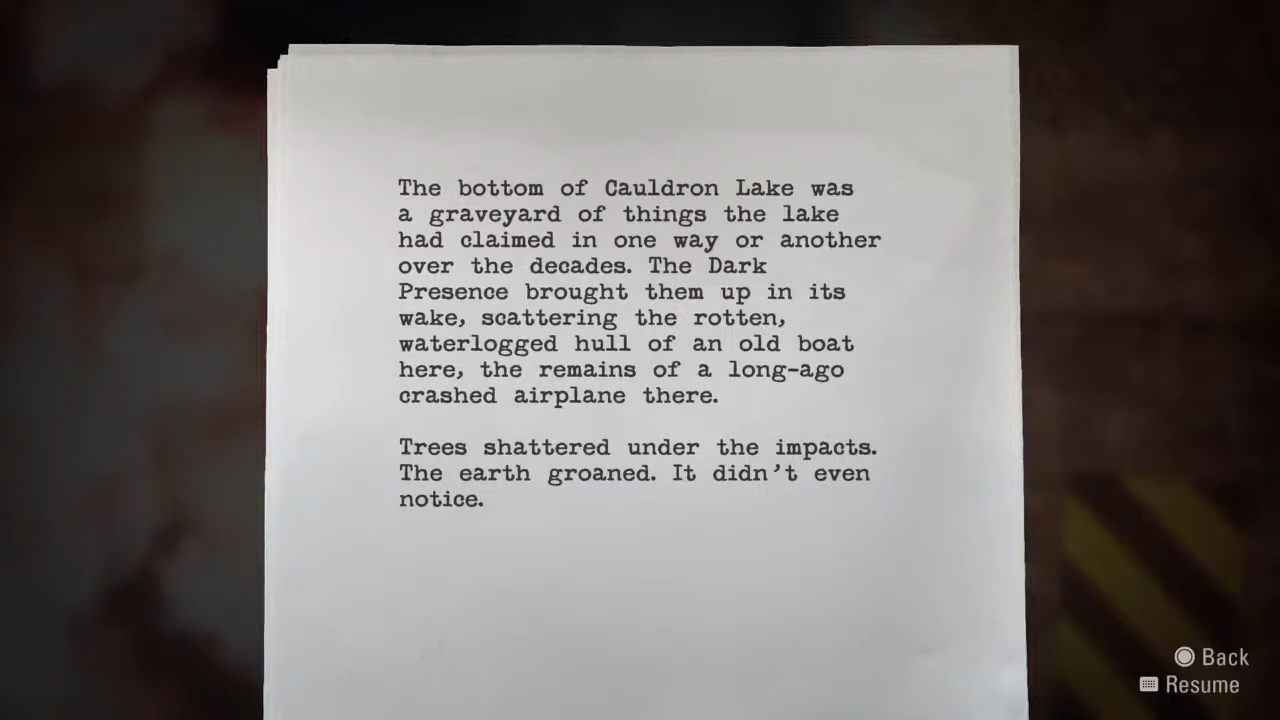 The bottom of Cauldron Lake was
a graveyard of things the lake
had claimed in one way or another
over the decades. The Dark
Presence brought them up in its
wake, scattering the rotten,
waterlogged hull of an old boat
here, the remains of a long-ago
crashed airplane there.
Trees shattered under the impacts.
The earth groaned. It didn't even
notice.
Back
Resume